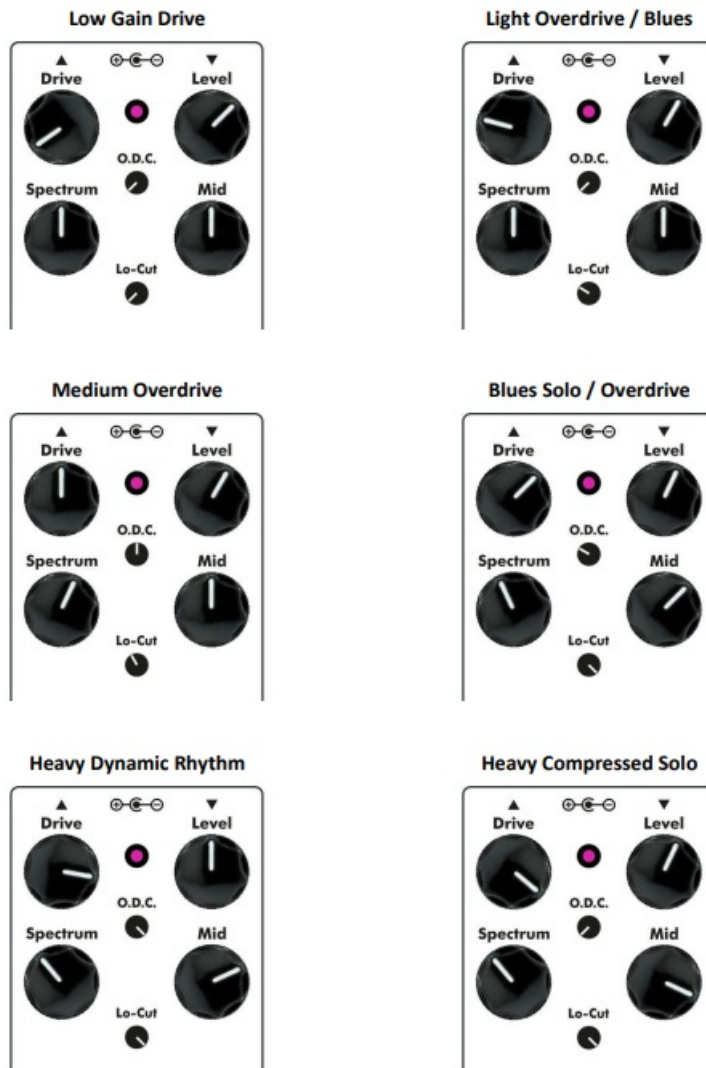 Low Gain Drive
Drive Level
O.D.C.
Spectrum Mid
Lo-Cut
Light Overdrive / Blues
Drive Level
O.D.C.
Spectrum Mid
Lo-Cut
Medium Overdrive
Drive Level
O.D.C.
Spectrum Mid
Lo-Cut
Blues Solo / Overdrive
Drive Level
O.D.C.
Spectrum Mid
Lo-Cut
Heavy Dynamic Rhythm
Drive Level
O.D.C.
Spectrum Mid
Lo-Cut
Heavy Compressed Solo
Drive Level
O.D.C.
Spectrum Mid
Lo-Cut